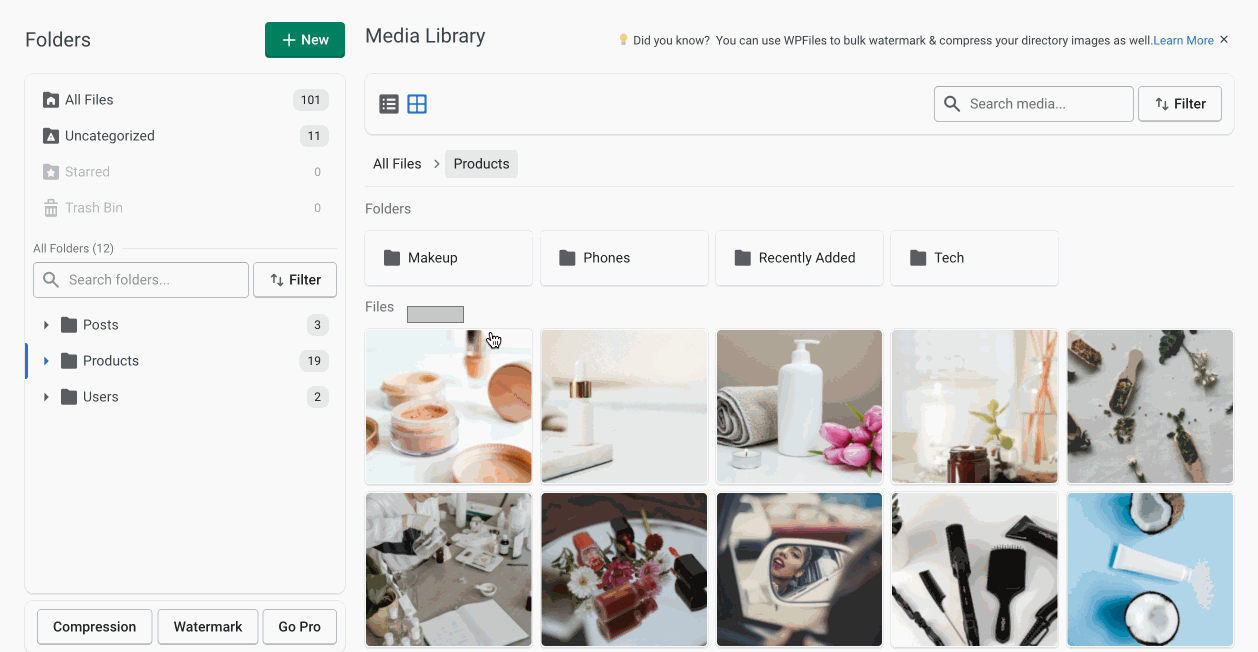 Folders
+ New
All Files 101
Uncategorized 11
Starred 0
Trash Bin 0
All Folders (12)
Search folders...
Filter
Posts 3
Products 19
Users 2
Compression
Watermark
Go Pro
Media Library
Did you know? You can use WPFiles to bulk watermark & compress your directory images as well. Learn More ×
Search media...
Filter
All Files > Products
Folders
Makeup
Phones
Recently Added
Tech
Files